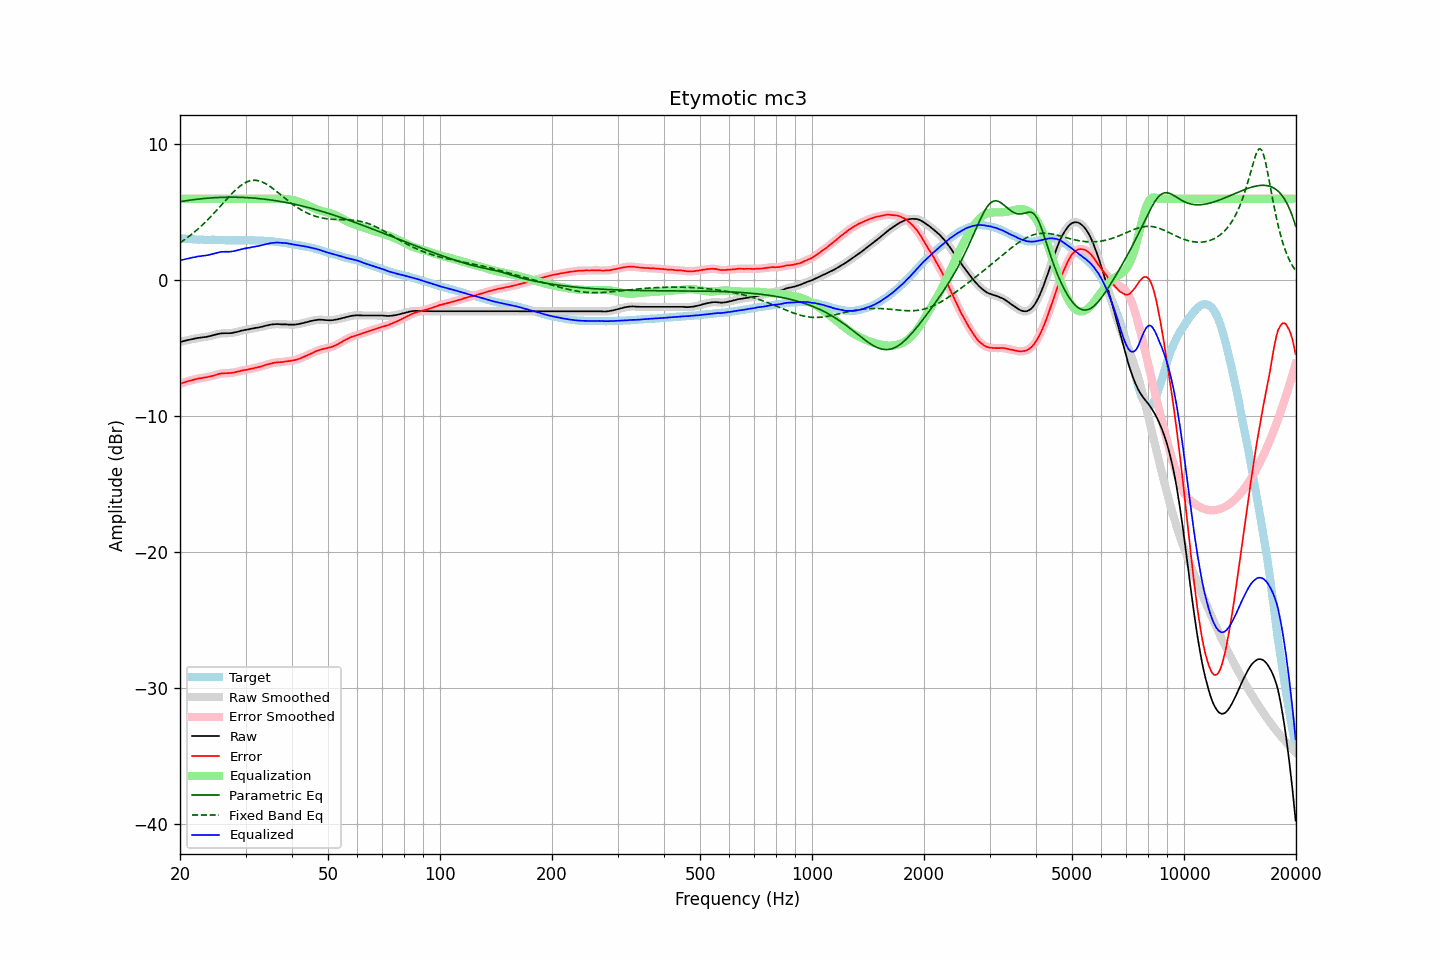 Etymotic mc3
Amplitude (dBr)
10
0
−10
−20
−30
−40
Target
Raw Smoothed
Error Smoothed
Raw
Error
Equalization
Parametric Eq
Fixed Band Eq
Equalized
20 50 100 200 500 1000 2000 5000 10000 20000
Frequency (Hz)